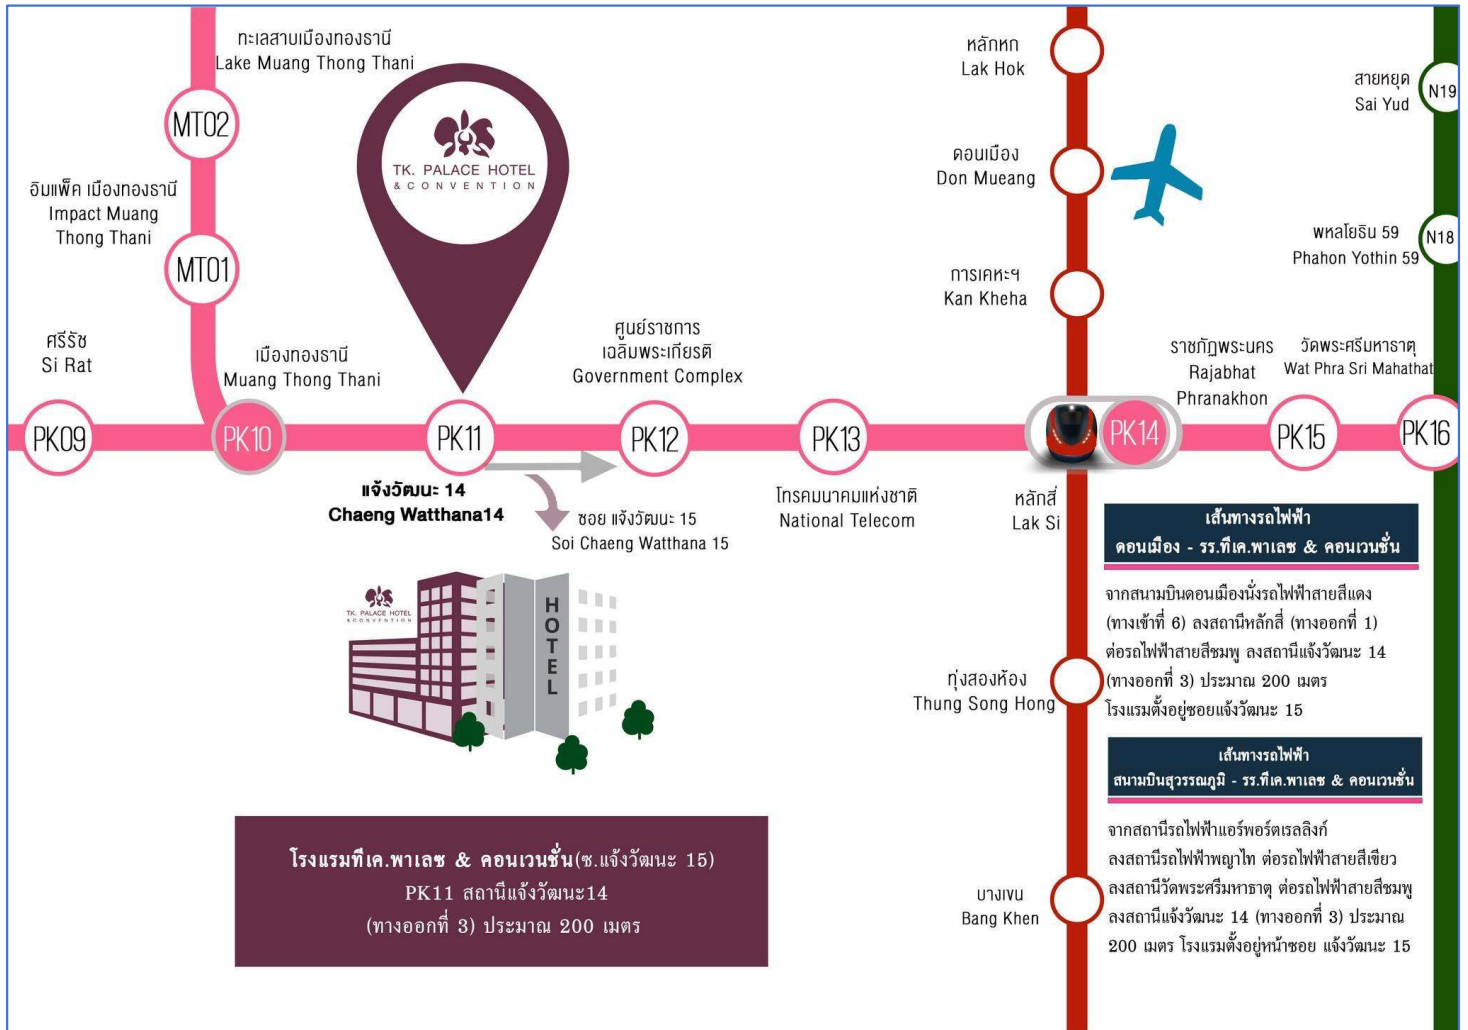 ทะเลสาบเมืองทองธานี
Lake Muang Thong Thani
MT02
อิมแพ็ค เมืองทองธานี
Impact Muang
Thong Thani
MT01
ศรีรัช
Si Rat
PK09
เมืองทองธานี
Muang Thong Thani
PK10
TK. PALACE HOTEL
& CONVENTION
PK11
แจ้งวัฒนะ 14
Chaeng Watthana14
ศูนย์ราชการ
เฉลิมพระเกียรติ
Government Complex
PK12
ซอย แจ้งวัฒนะ 15
Soi Chaeng Watthana 15
PK13
โทรคมนาคมแห่งชาติ
National Telecom
หลักหก
Lak Hok
ดอนเมือง
Don Mueang
การเคหะฯ
Kan Kheha
PK14
หลักสี่
Lak Si
ทุ่งสองห้อง
Thung Song Hong
บางเขน
Bang Khen
สายหยุด
Sai Yud
N19
พหลโยธิน 59
Phahon Yothin 59
N18
ราชภัฏพระนคร
Rajabhat
Phranakhon
PK15
วัดพระศรีมหาธาตุ
Wat Phra Sri Mahathat
PK16
TK. PALACE HOTEL
& CONVENTION
HOTEL
โรงแรมทีเค.พาเลซ & คอนเวนชั่น(ซ.แจ้งวัฒนะ 15)
PK11 สถานีแจ้งวัฒนะ14
(ทางออกที่ 3) ประมาณ 200 เมตร
เส้นทางรถไฟฟ้า
ดอนเมือง - รร.ทีเค.พาเลซ & คอนเวนชั่น
จากสนามบินดอนเมืองนั่งรถไฟฟ้าสายสีแดง
(ทางเข้าที่ 6) ลงสถานีหลักสี่ (ทางออกที่ 1)
ต่อรถไฟฟ้าสายสีชมพู ลงสถานีแจ้งวัฒนะ 14
(ทางออกที่ 3) ประมาณ 200 เมตร
โรงแรมตั้งอยู่ซอยแจ้งวัฒนะ 15
เส้นทางรถไฟฟ้า
สนามบินสุวรรณภูมิ - รร.ทีเค.พาเลซ & คอนเวนชั่น
จากสถานีรถไฟฟ้าแอร์พอร์ตเรลลิงก์
ลงสถานีรถไฟฟ้าพญาไท ต่อรถไฟฟ้าสายสีเขียว
ลงสถานีวัดพระศรีมหาธาตุ ต่อรถไฟฟ้าสายสีชมพู
ลงสถานีแจ้งวัฒนะ 14 (ทางออกที่ 3) ประมาณ
200 เมตร โรงแรมตั้งอยู่หน้าซอย แจ้งวัฒนะ 15